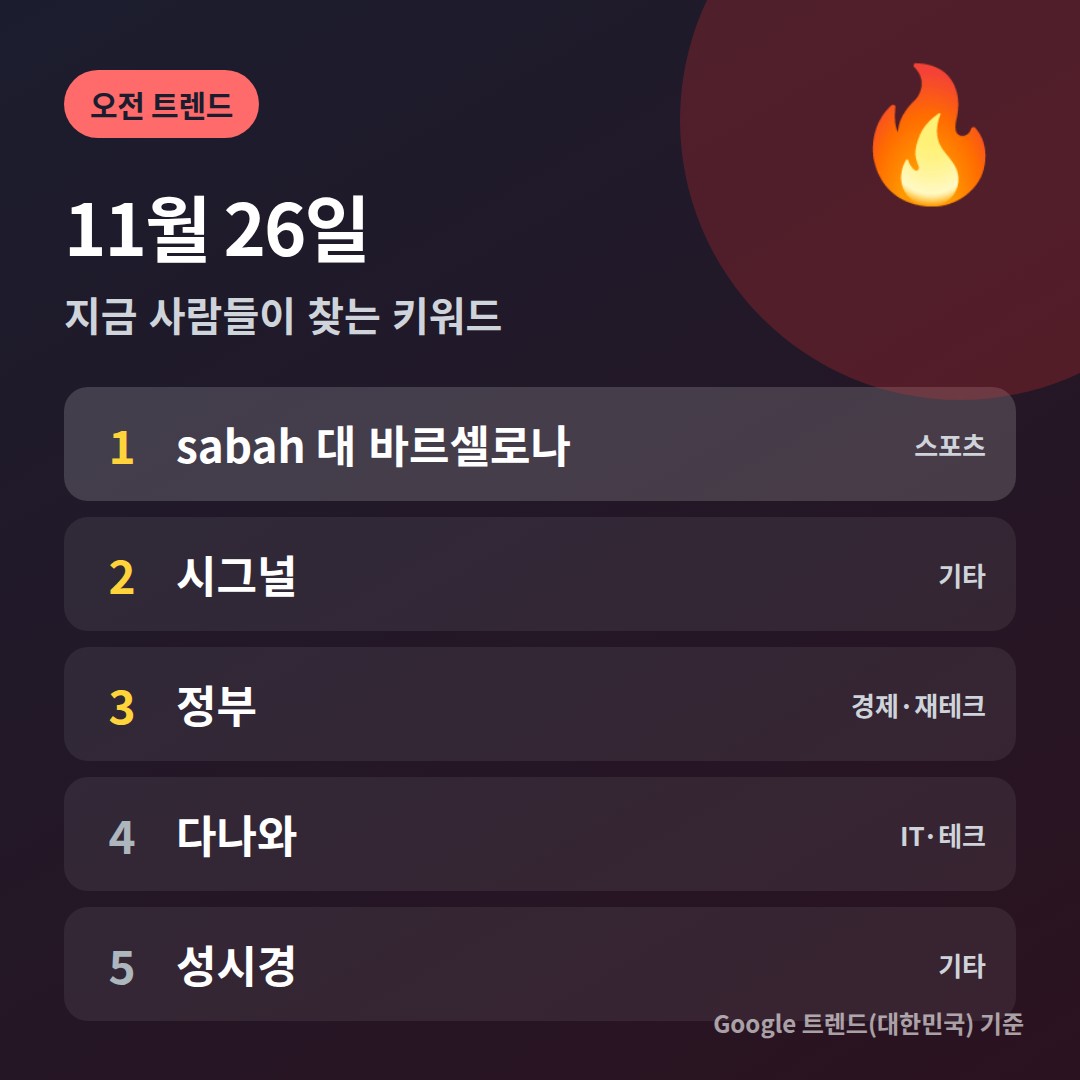 오전 트렌드
11월 26일
지금 사람들이 찾는 키워드
1 sabah 대 바르셀로나 스포츠
2 시그널 기타
3 정부 경제·재테크
4 다나와 IT·테크
5 성시경 기타
Google 트렌드(대한민국) 기준